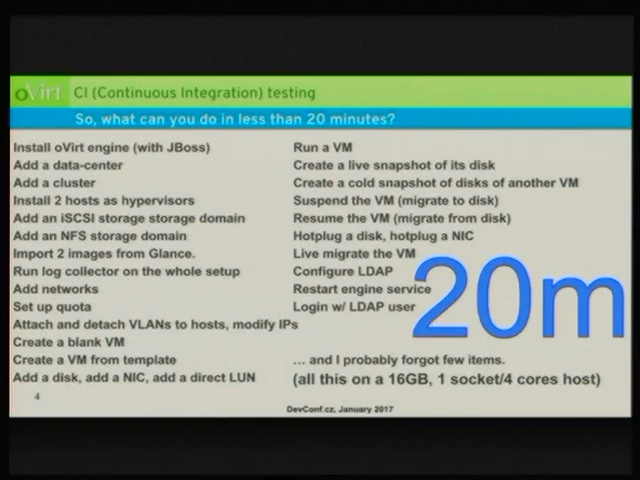 oVirt CI (Continuous Integration) testing
So, what can you do in less than 20 minutes?
Install oVirt engine (with JBoss)
Add a data-center
Add a cluster
Install 2 hosts as hypervisors
Add an iSCSI storage storage domain
Add an NFS storage domain
Import 2 images from Glance.
Run log collector on the whole setup
Add networks
Set up quota
Attach and detach VLANs to hosts, modify IPs
Create a blank VM
Create a VM from template
Add a disk, add a NIC, add a direct LUN
Run a VM
Create a live snapshot of its disk
Create a cold snapshot of disks of another VM
Suspend the VM (migrate to disk)
Resume the VM (migrate from disk)
Hotplug a disk, hotplug a NIC
Live migrate the VM
Configure LDAP
Restart engine service
Login w/ LDAP user
20m
... and I probably forgot few items.
(all this on a 16GB, 1 socket/4 cores host)
4
DevConf.cz, January 2017